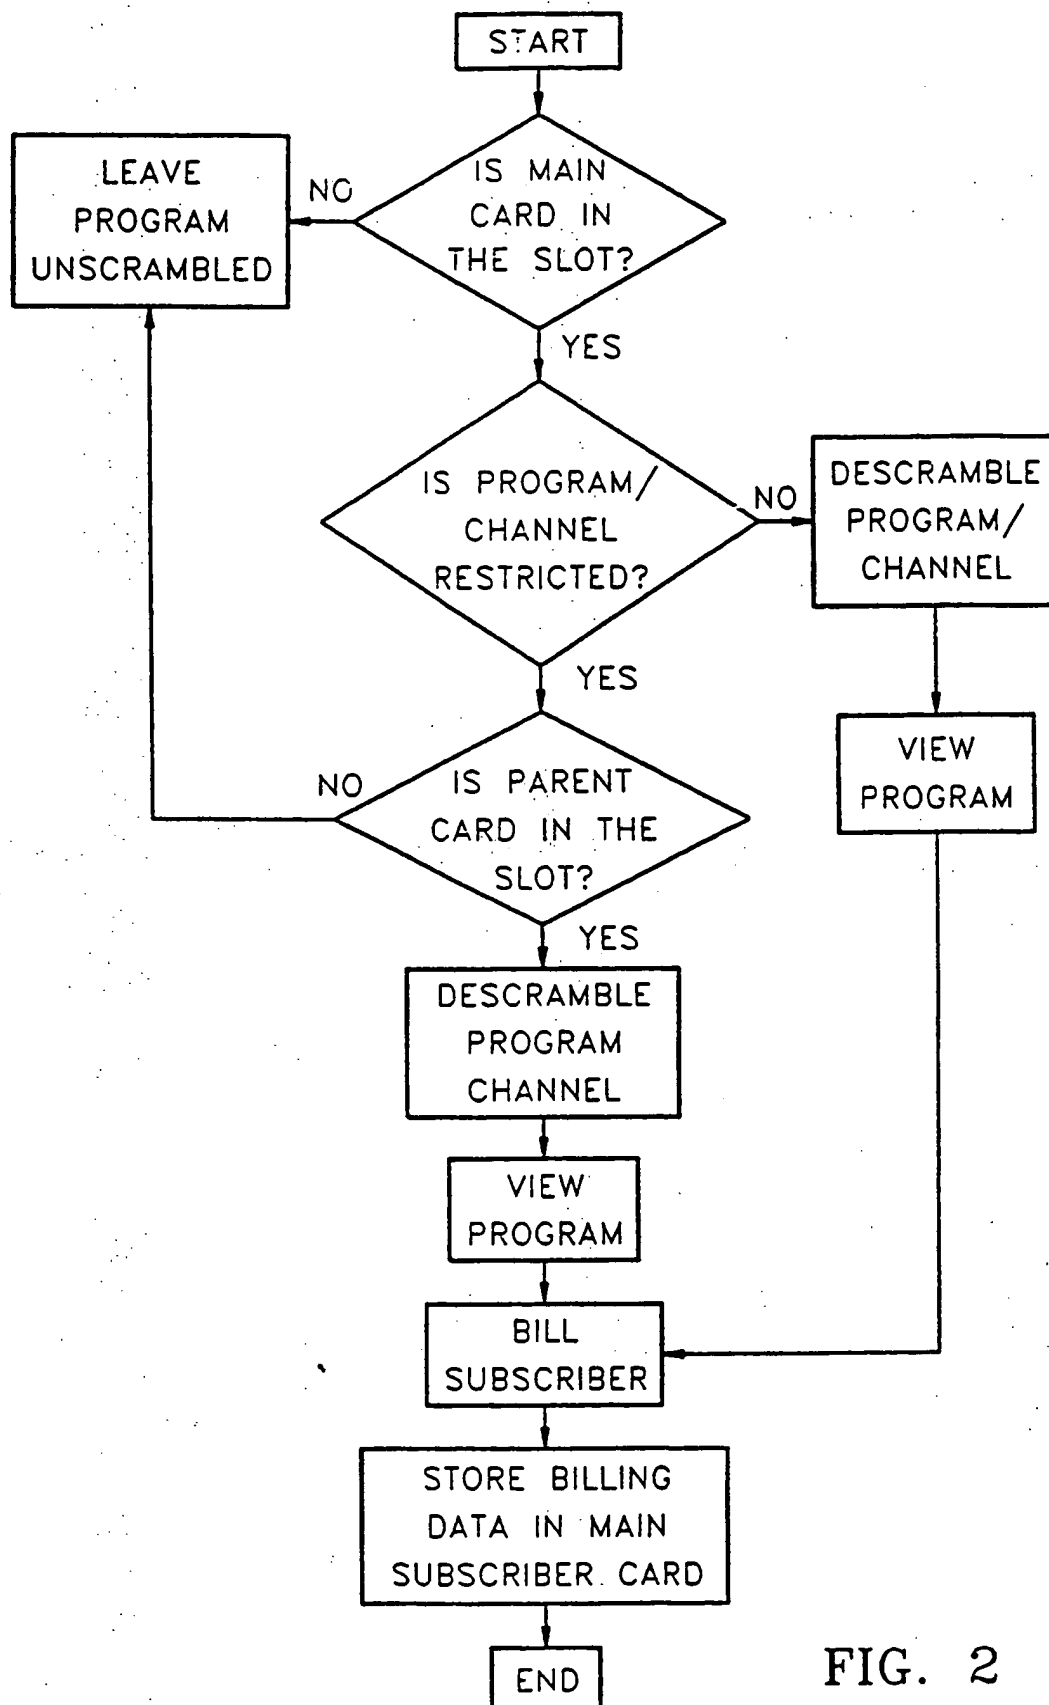 START
IS MAIN
CARD IN
THE SLOT?
NO
LEAVE
PROGRAM
UNSCRAMBLED
YES
IS PROGRAM/
CHANNEL
RESTRICTED?
NO
DESCRAMBLE
PROGRAM/
CHANNEL
VIEW
PROGRAM
YES
IS PARENT
CARD IN THE
SLOT?
NO
YES
DESCRAMBLE
PROGRAM
CHANNEL
VIEW
PROGRAM
BILL
SUBSCRIBER
STORE BILLING
DATA IN MAIN
SUBSCRIBER CARD
END
FIG. 2